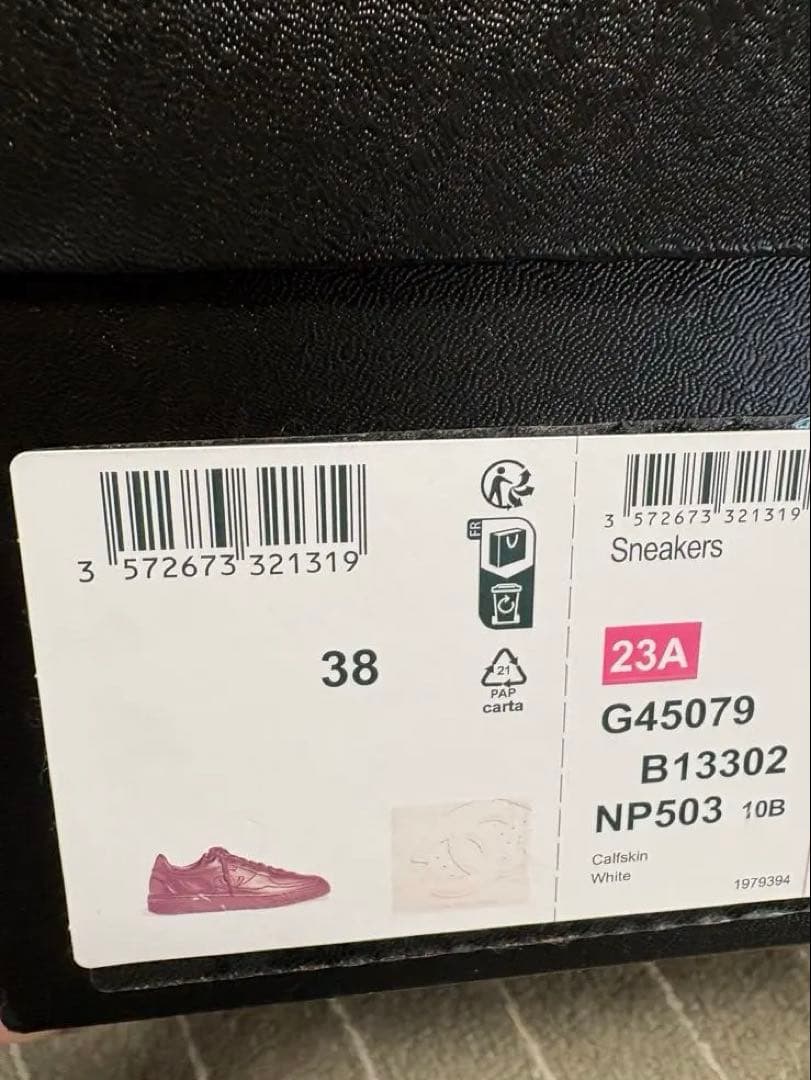 3 572673 321319
38
FR
21
PAP
carta
3 572673 321319
Sneakers
23A
G45079
B13302
NP503 10B
Calfskin
White
1979394